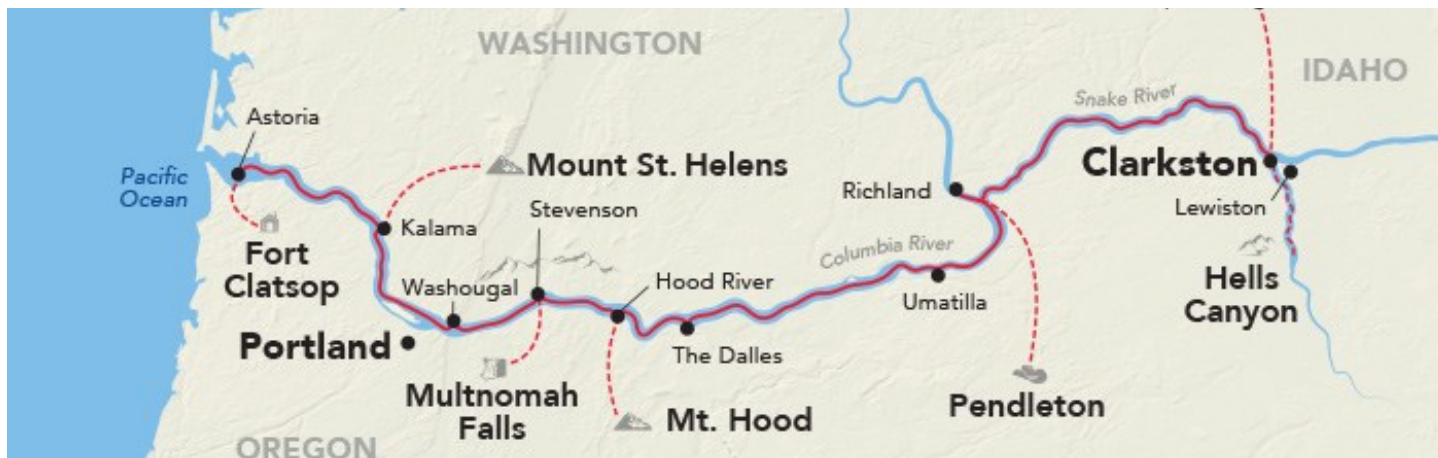 WASHINGTON
IDAHO
Snake River
Astoria
Clarkston
Mount St. Helens
Pacific
Ocean
Richland
Lewiston
Stevenson
Kalama
Columbia River
Fort
Clatsop
Washougal
Hood River
Umatilla
Hells
Canyon
Portland
The Dalles
Multnomah
Falls
Mt. Hood
Pendleton
OREGON